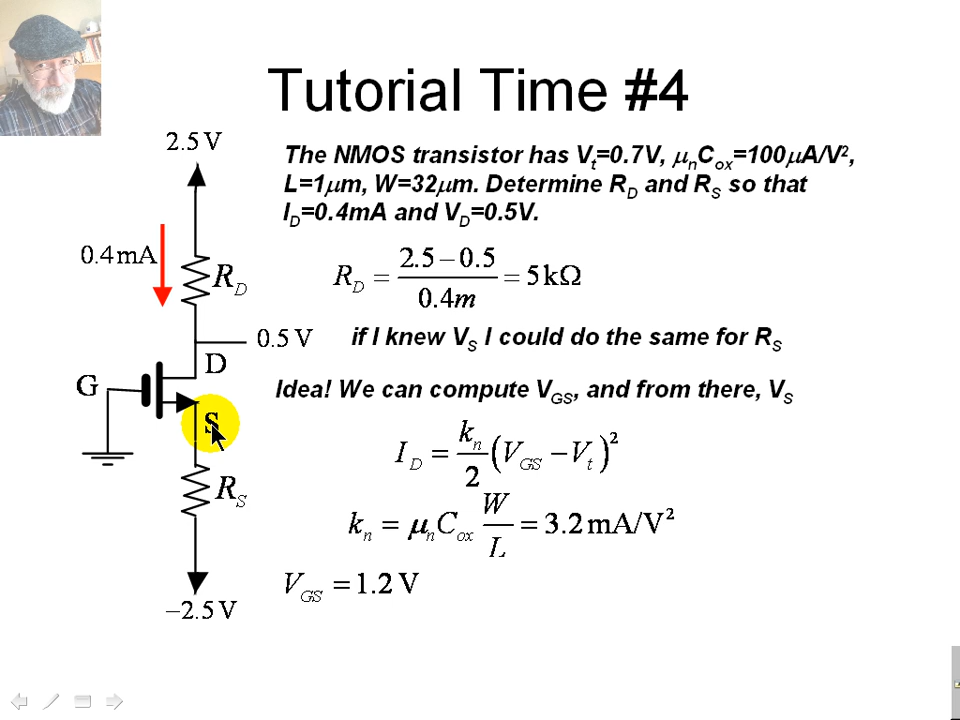 Tutorial Time #4
2.5 V
The NMOS transistor has Vt=0.7V, μnCox=100μA/V²,
L=1μm, W=32μm. Determine RD and RS so that
ID=0.4mA and VD=0.5V.
0.4 mA
RD
RD = (2.5 – 0.5)/(0.4m) = 5 kΩ
0.5 V
if I knew VS I could do the same for RS
D
G
Idea! We can compute VGS, and from there, VS
S
ID = kn/2 (VGS – Vt)²
RS
kn = μnCox W/L = 3.2 mA/V²
VGS = 1.2 V
–2.5 V